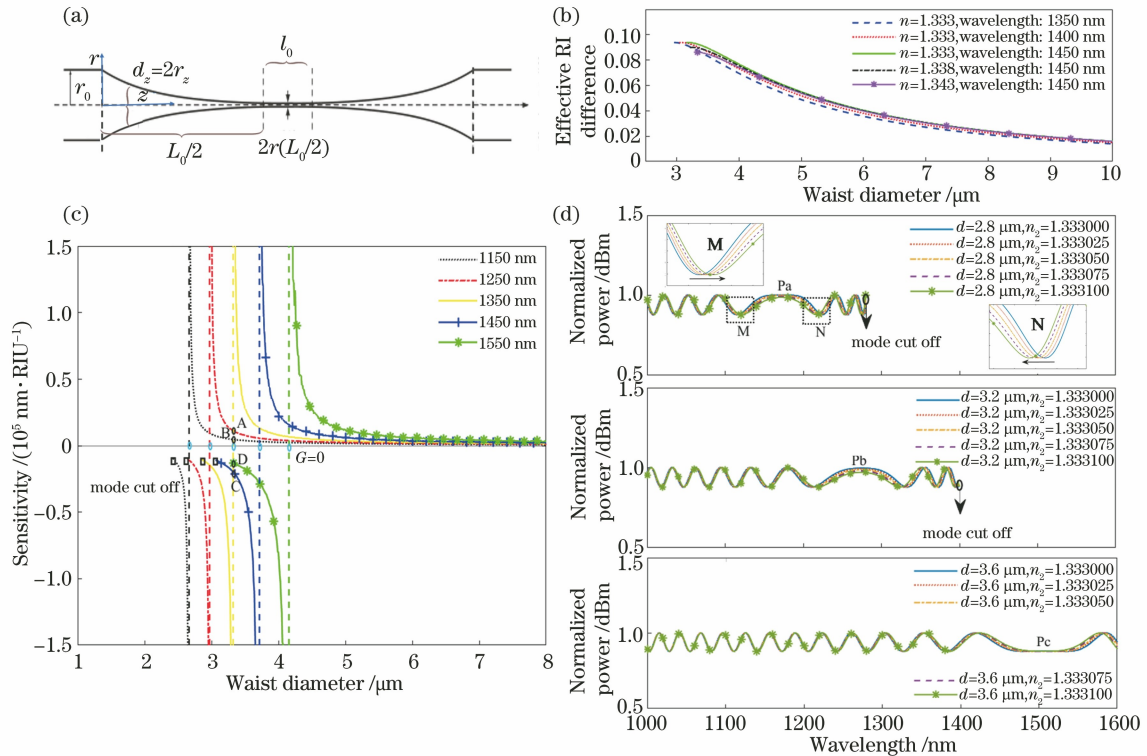 (a)
r
r₀
d_z=2r_z
z
l₀
L₀/2
2r(L₀/2)
(b)
Effective RI
difference
0.10
0.08
0.06
0.04
0.02
0
3 4 5 6 7 8 9 10
Waist diameter /μm
n=1.333,wavelength: 1350 nm
n=1.333,wavelength: 1400 nm
n=1.333,wavelength: 1450 nm
n=1.338,wavelength: 1450 nm
n=1.343,wavelength: 1450 nm
(c)
Sensitivity /(10⁵ nm·RIU⁻¹)
1.5
1.0
0.5
0
−0.5
−1.0
−1.5
1 2 3 4 5 6 7 8
Waist diameter /μm
1150 nm
1250 nm
1350 nm
1450 nm
1550 nm
A
B
D
C
G=0
mode cut off
(d)
Normalized
power /dBm
1.5
1.0
0.5
M
Pa
M
N
N
mode cut off
d=2.8 μm,n₂=1.333000
d=2.8 μm,n₂=1.333025
d=2.8 μm,n₂=1.333050
d=2.8 μm,n₂=1.333075
d=2.8 μm,n₂=1.333100
Normalized
power /dBm
1.5
1.0
0.5
Pb
mode cut off
d=3.2 μm,n₂=1.333000
d=3.2 μm,n₂=1.333025
d=3.2 μm,n₂=1.333050
d=3.2 μm,n₂=1.333075
d=3.2 μm,n₂=1.333100
Normalized
power /dBm
1.5
1.0
0.5
Pc
d=3.6 μm,n₂=1.333000
d=3.6 μm,n₂=1.333025
d=3.6 μm,n₂=1.333050
d=3.6 μm,n₂=1.333075
d=3.6 μm,n₂=1.333100
1000 1100 1200 1300 1400 1500 1600
Wavelength /nm